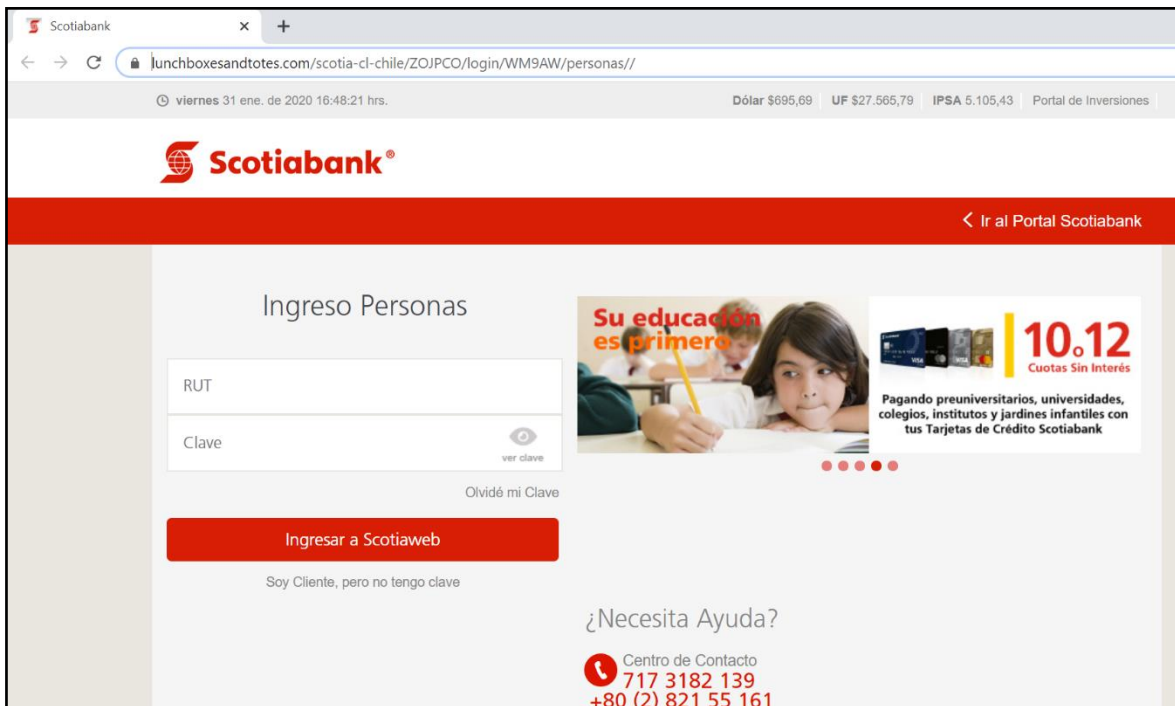 Scotiabank
lunchboxesandtotes.com/scotia-cl-chile/ZOJPCO/login/WM9AW/personas//
viernes 31 ene. de 2020 16:48:21 hrs. Dólar $695,69 UF $27.565,79 IPSA 5.105,43 Portal de Inversiones
Scotiabank®
Ir al Portal Scotiabank
Ingreso Personas
RUT
Clave
ver clave
Olvidé mi Clave
Ingresar a Scotiaweb
Soy Cliente, pero no tengo clave
Su educación
es primero
10 o 12
Cuotas Sin Interés
Pagando preuniversitarios, universidades,
colegios, institutos y jardines infantiles con
tus Tarjetas de Crédito Scotiabank
¿Necesita Ayuda?
Centro de Contacto
717 3182 139
+80 (2) 821 55 161